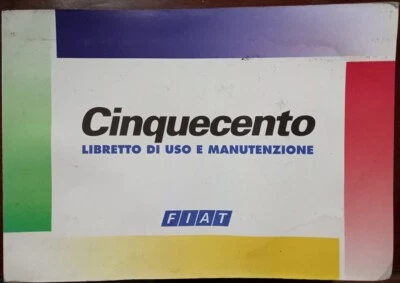 Cinquecento
LIBRETTO DI USO E MANUTENZIONE
FIAT